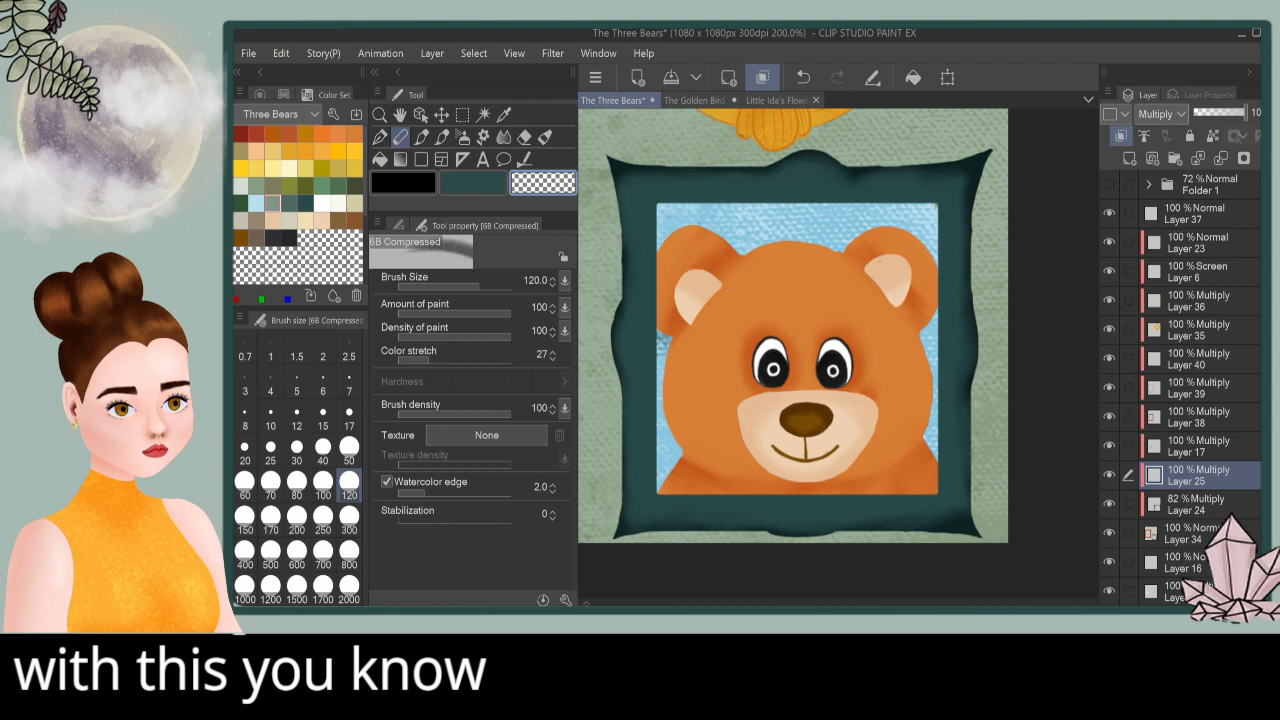 The Three Bears* (1080 x 1080px 300dpi 200.0%) - CLIP STUDIO PAINT EX
File Edit Story(P) Animation Layer Select View Filter Window Help
Color Set
Tool
Three Bears
The Three Bears*
The Golden Bird
Little Ida's Flowe
Layer
Layer Property
Multiply
10
Tool property [6B Compressed]
6B Compressed
Brush Size 120.0
Amount of paint 100
Density of paint 100
Color stretch 27
Hardness
Brush density 100
Texture None
Texture density
Watercolor edge 2.0
Stabilization 0
Brush size [6B Compressec
0.7 1 1.5 2 2.5
3 4 5 6 7
8 10 12 15 17
20 25 30 40 50
60 70 80 100 120
150 170 200 250 300
400 500 600 700 800
1000 1200 1500 1700 2000
72 % Normal
Folder 1
100 % Normal
Layer 37
100 % Normal
Layer 23
100 % Screen
Layer 6
100 % Multiply
Layer 36
100 % Multiply
Layer 35
100 % Multiply
Layer 40
100 % Multiply
Layer 39
100 % Multiply
Layer 38
100 % Multiply
Layer 17
100 % Multiply
Layer 25
82 % Multiply
Layer 24
100 % Norm
Layer 34
100 % No
Layer 16
100 %
Laye
with this you know